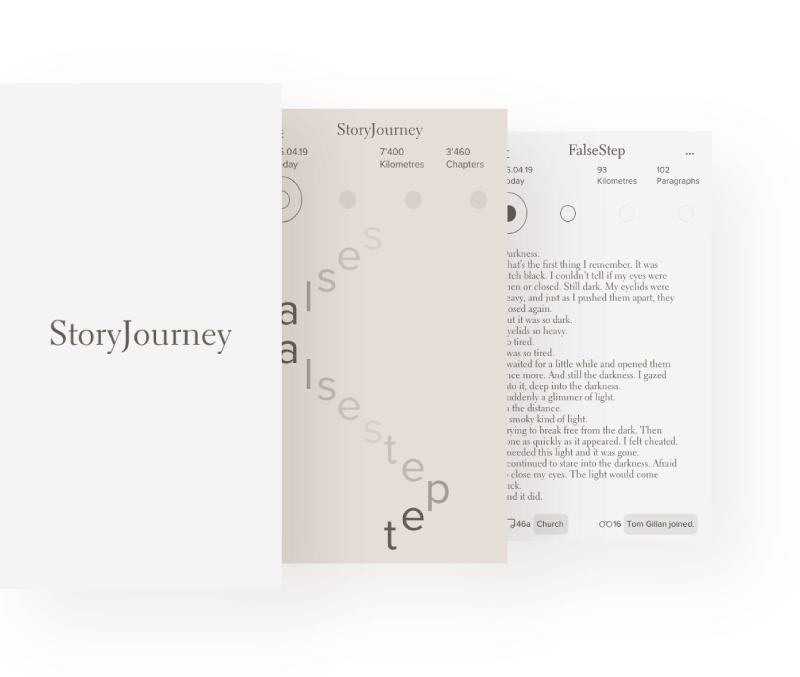 StoryJourney
StoryJourney
5.04.19
oday
7'400
Kilometres
3'460
Chapters
alses
alsestep
te
FalseStep
...
5.04.19
oday
93
Kilometres
102
Paragraphs
Darkness.
hat's the first thing I remember. It was
itch black. I couldn't tell if my eyes were
pen or closed. Still dark. My eyelids were
eavy, and just as I pushed them apart, they
losed again.
ut it was so dark.
yelids so heavy.
o tired.
was so tired.
waited for a little while and opened them
nce more. And still the darkness. I gazed
nto it, deep into the darkness.
uddenly a glimmer of light.
n the distance.
smoky kind of light.
rying to break free from the dark. Then
one as quickly as it appeared. I felt cheated.
needed this light and it was gone.
continued to stare into the darkness. Afraid
o close my eyes. The light would come
ack.
nd it did.
46a Church
16 Tom Gillan joined.